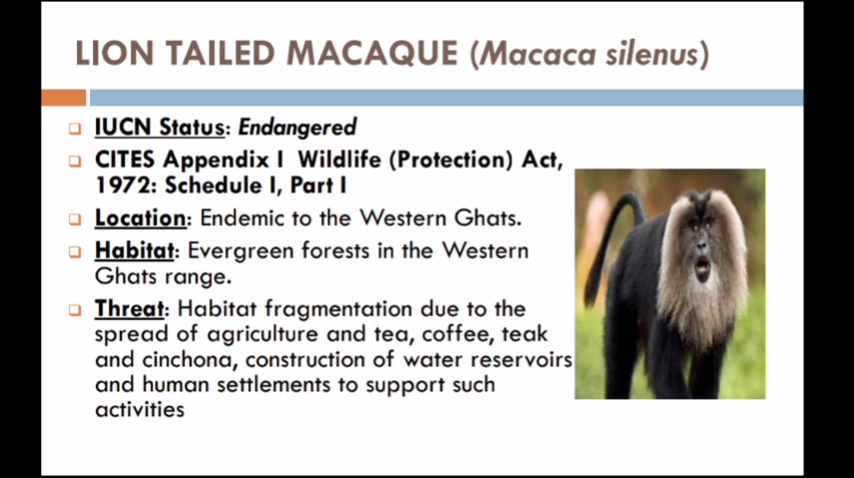 LION TAILED MACAQUE (Macaca silenus)
IUCN Status: Endangered
CITES Appendix I Wildlife (Protection) Act,
1972: Schedule I, Part I
Location: Endemic to the Western Ghats.
Habitat: Evergreen forests in the Western
Ghats range.
Threat: Habitat fragmentation due to the
spread of agriculture and tea, coffee, teak
and cinchona, construction of water reservoirs
and human settlements to support such
activities